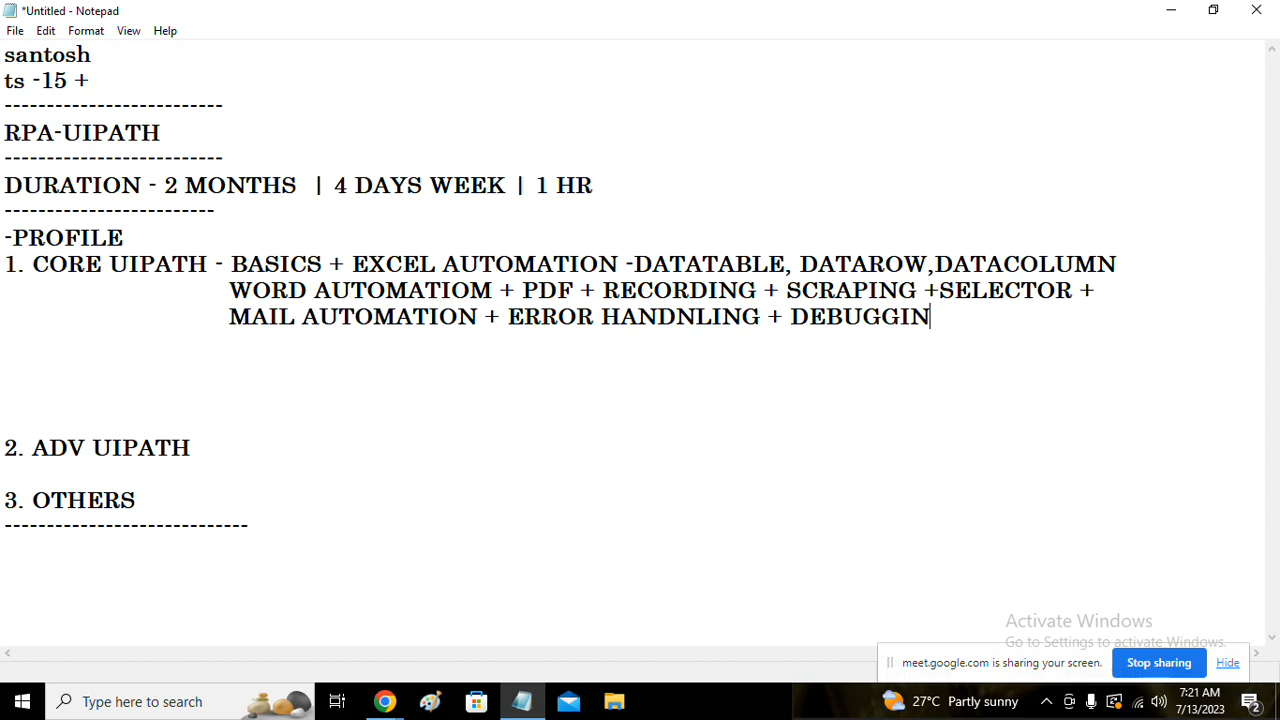 *Untitled - Notepad
File Edit Format View Help
santosh
ts -15 +
--------------------------
RPA-UIPATH
--------------------------
DURATION - 2 MONTHS | 4 DAYS WEEK | 1 HR
-------------------------
-PROFILE
1. CORE UIPATH - BASICS + EXCEL AUTOMATION -DATATABLE, DATAROW,DATACOLUMN
WORD AUTOMATIOM + PDF + RECORDING + SCRAPING +SELECTOR +
MAIL AUTOMATION + ERROR HANDNLING + DEBUGGIN
2. ADV UIPATH
3. OTHERS
-----------------------------
Activate Windows
Go to Settings to activate Windows.
meet.google.com is sharing your screen. Stop sharing Hide
Type here to search
27°C Partly sunny
7:21 AM
7/13/2023
2